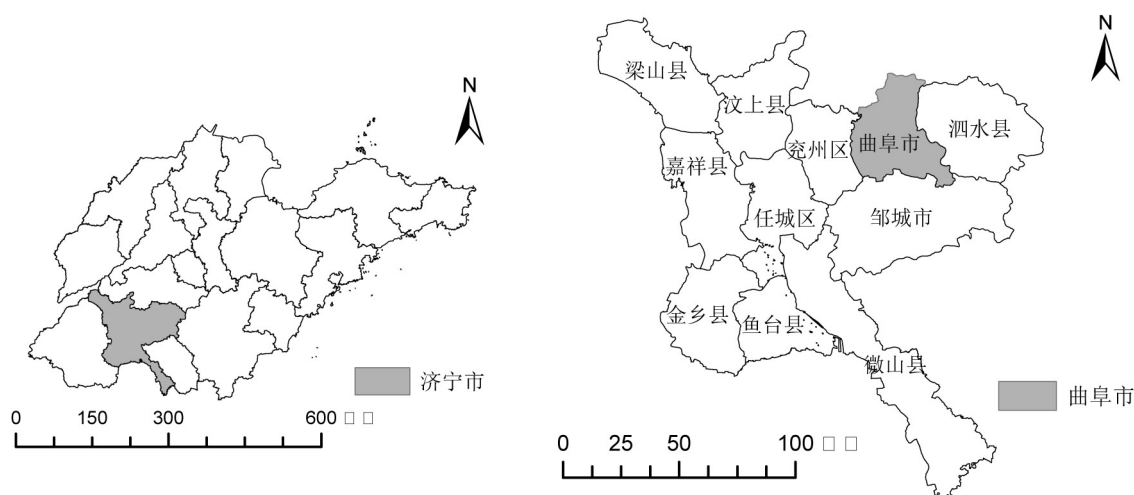 N
济宁市
0 150 300 600 □ □
N
梁山县
汶上县
泗水县
兖州区
曲阜市
嘉祥县
任城区
邹城市
金乡县
鱼台县
微山县
曲阜市
0 25 50 100 □ □